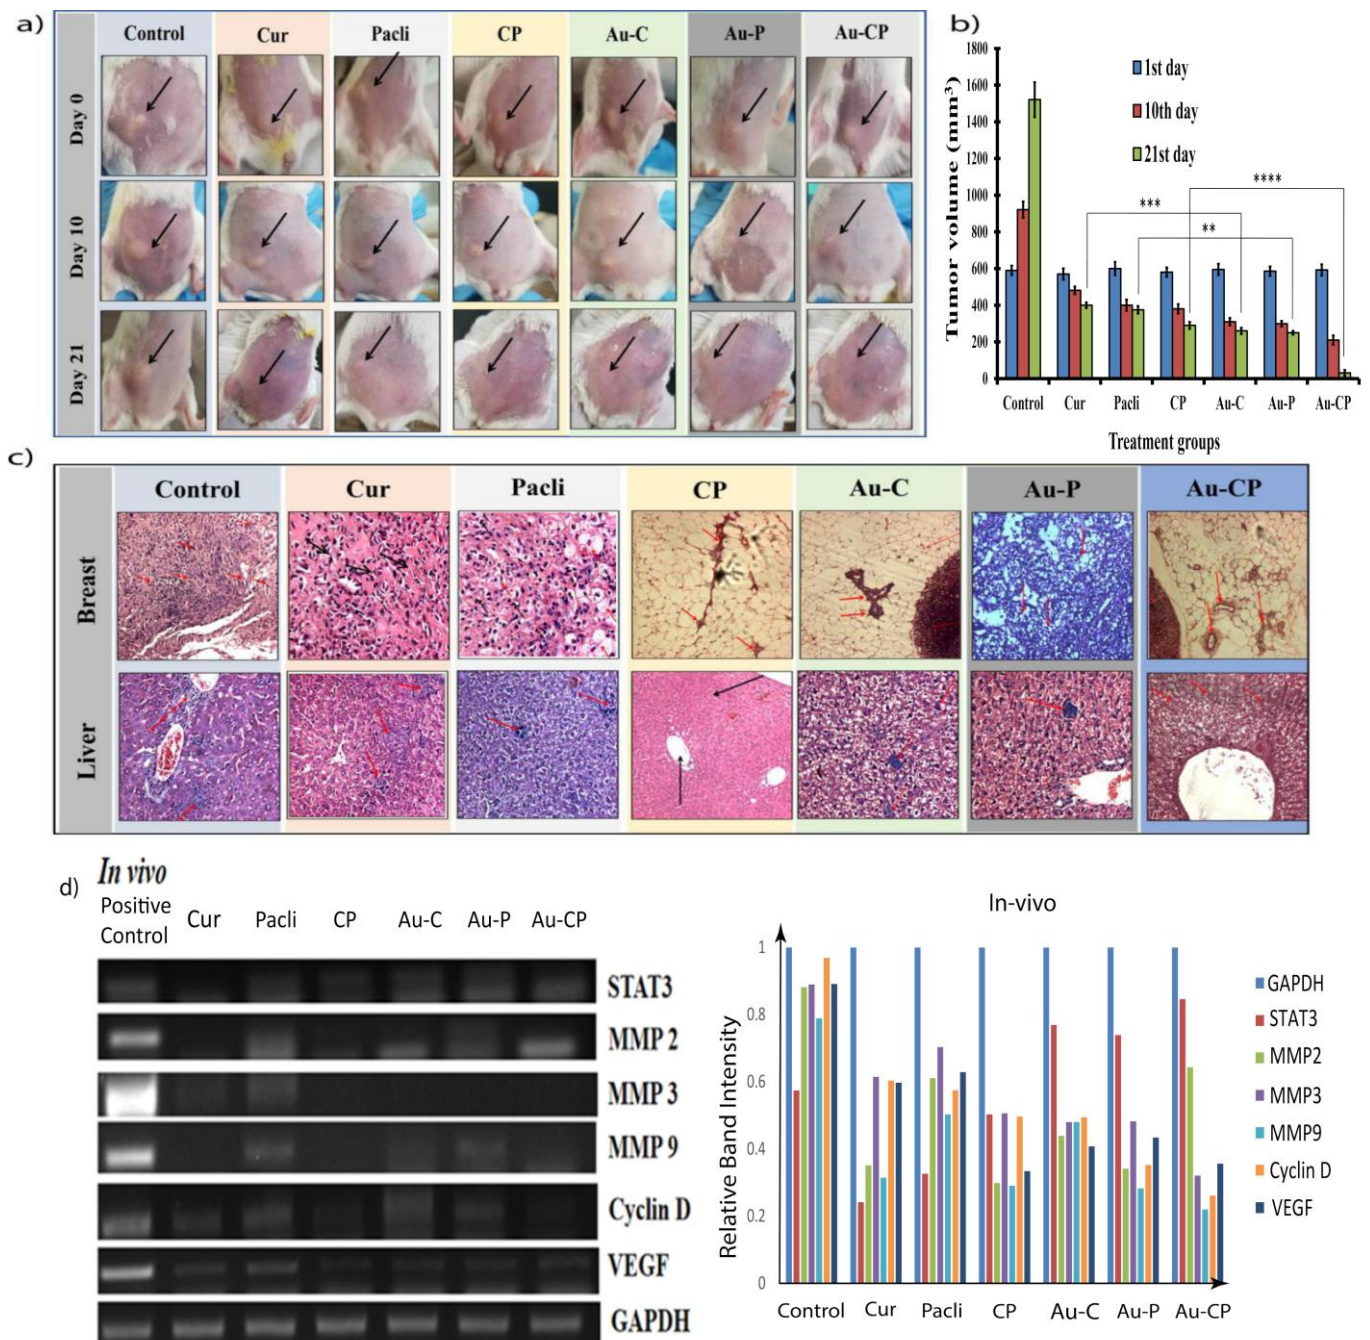 a)
Control Cur Pacli CP Au-C Au-P Au-CP
Day 0
Day 10
Day 21
b)
Tumor volume (mm³)
1800
1600
1400
1200
1000
800
600
400
200
0
1st day
10th day
21st day
***
**
****
Control Cur Pacli CP Au-C Au-P Au-CP
Treatment groups
c)
Control Cur Pacli CP Au-C Au-P Au-CP
Breast
Liver
d)
In vivo
Positive
Control Cur Pacli CP Au-C Au-P Au-CP
STAT3
MMP 2
MMP 3
MMP 9
Cyclin D
VEGF
GAPDH
In-vivo
Relative Band Intensity
1
0.8
0.6
0.4
0.2
0
GAPDH
STAT3
MMP2
MMP3
MMP9
Cyclin D
VEGF
Control Cur Pacli CP Au-C Au-P Au-CP